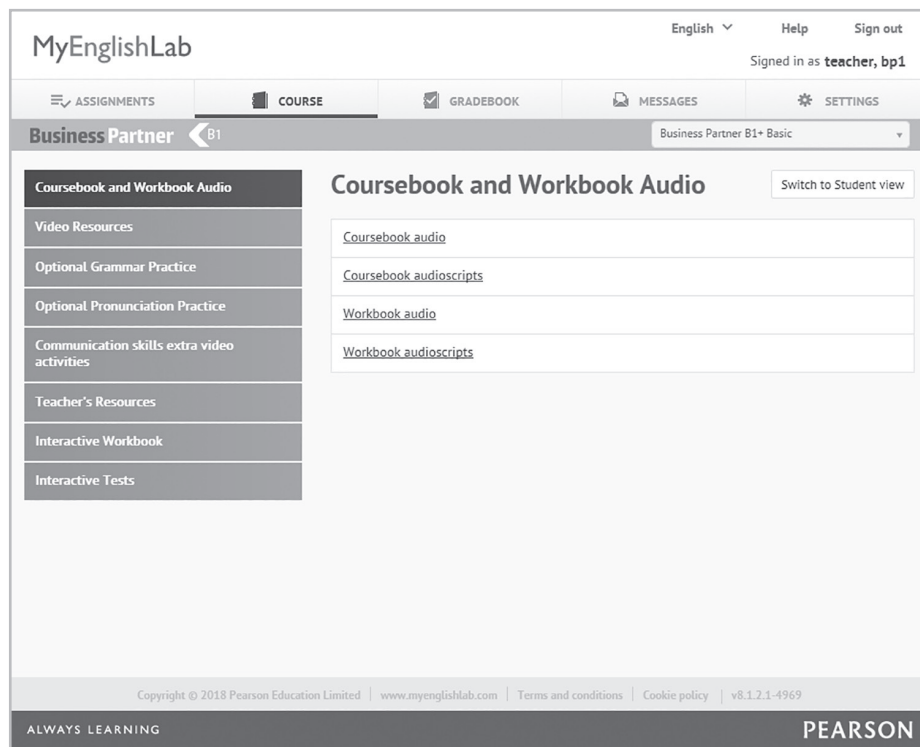 MyEnglishLab
English Help Sign out
Signed in as teacher, bp1
ASSIGNMENTS COURSE GRADEBOOK MESSAGES SETTINGS
Business Partner B1
Business Partner B1+ Basic
Coursebook and Workbook Audio
Video Resources
Optional Grammar Practice
Optional Pronunciation Practice
Communication skills extra video
activities
Teacher's Resources
Interactive Workbook
Interactive Tests
Coursebook and Workbook Audio
Switch to Student view
Coursebook audio
Coursebook audioscripts
Workbook audio
Workbook audioscripts
Copyright © 2018 Pearson Education Limited | www.myenglishlab.com | Terms and conditions | Cookie policy | v8.1.2.1-4969
ALWAYS LEARNING
PEARSON